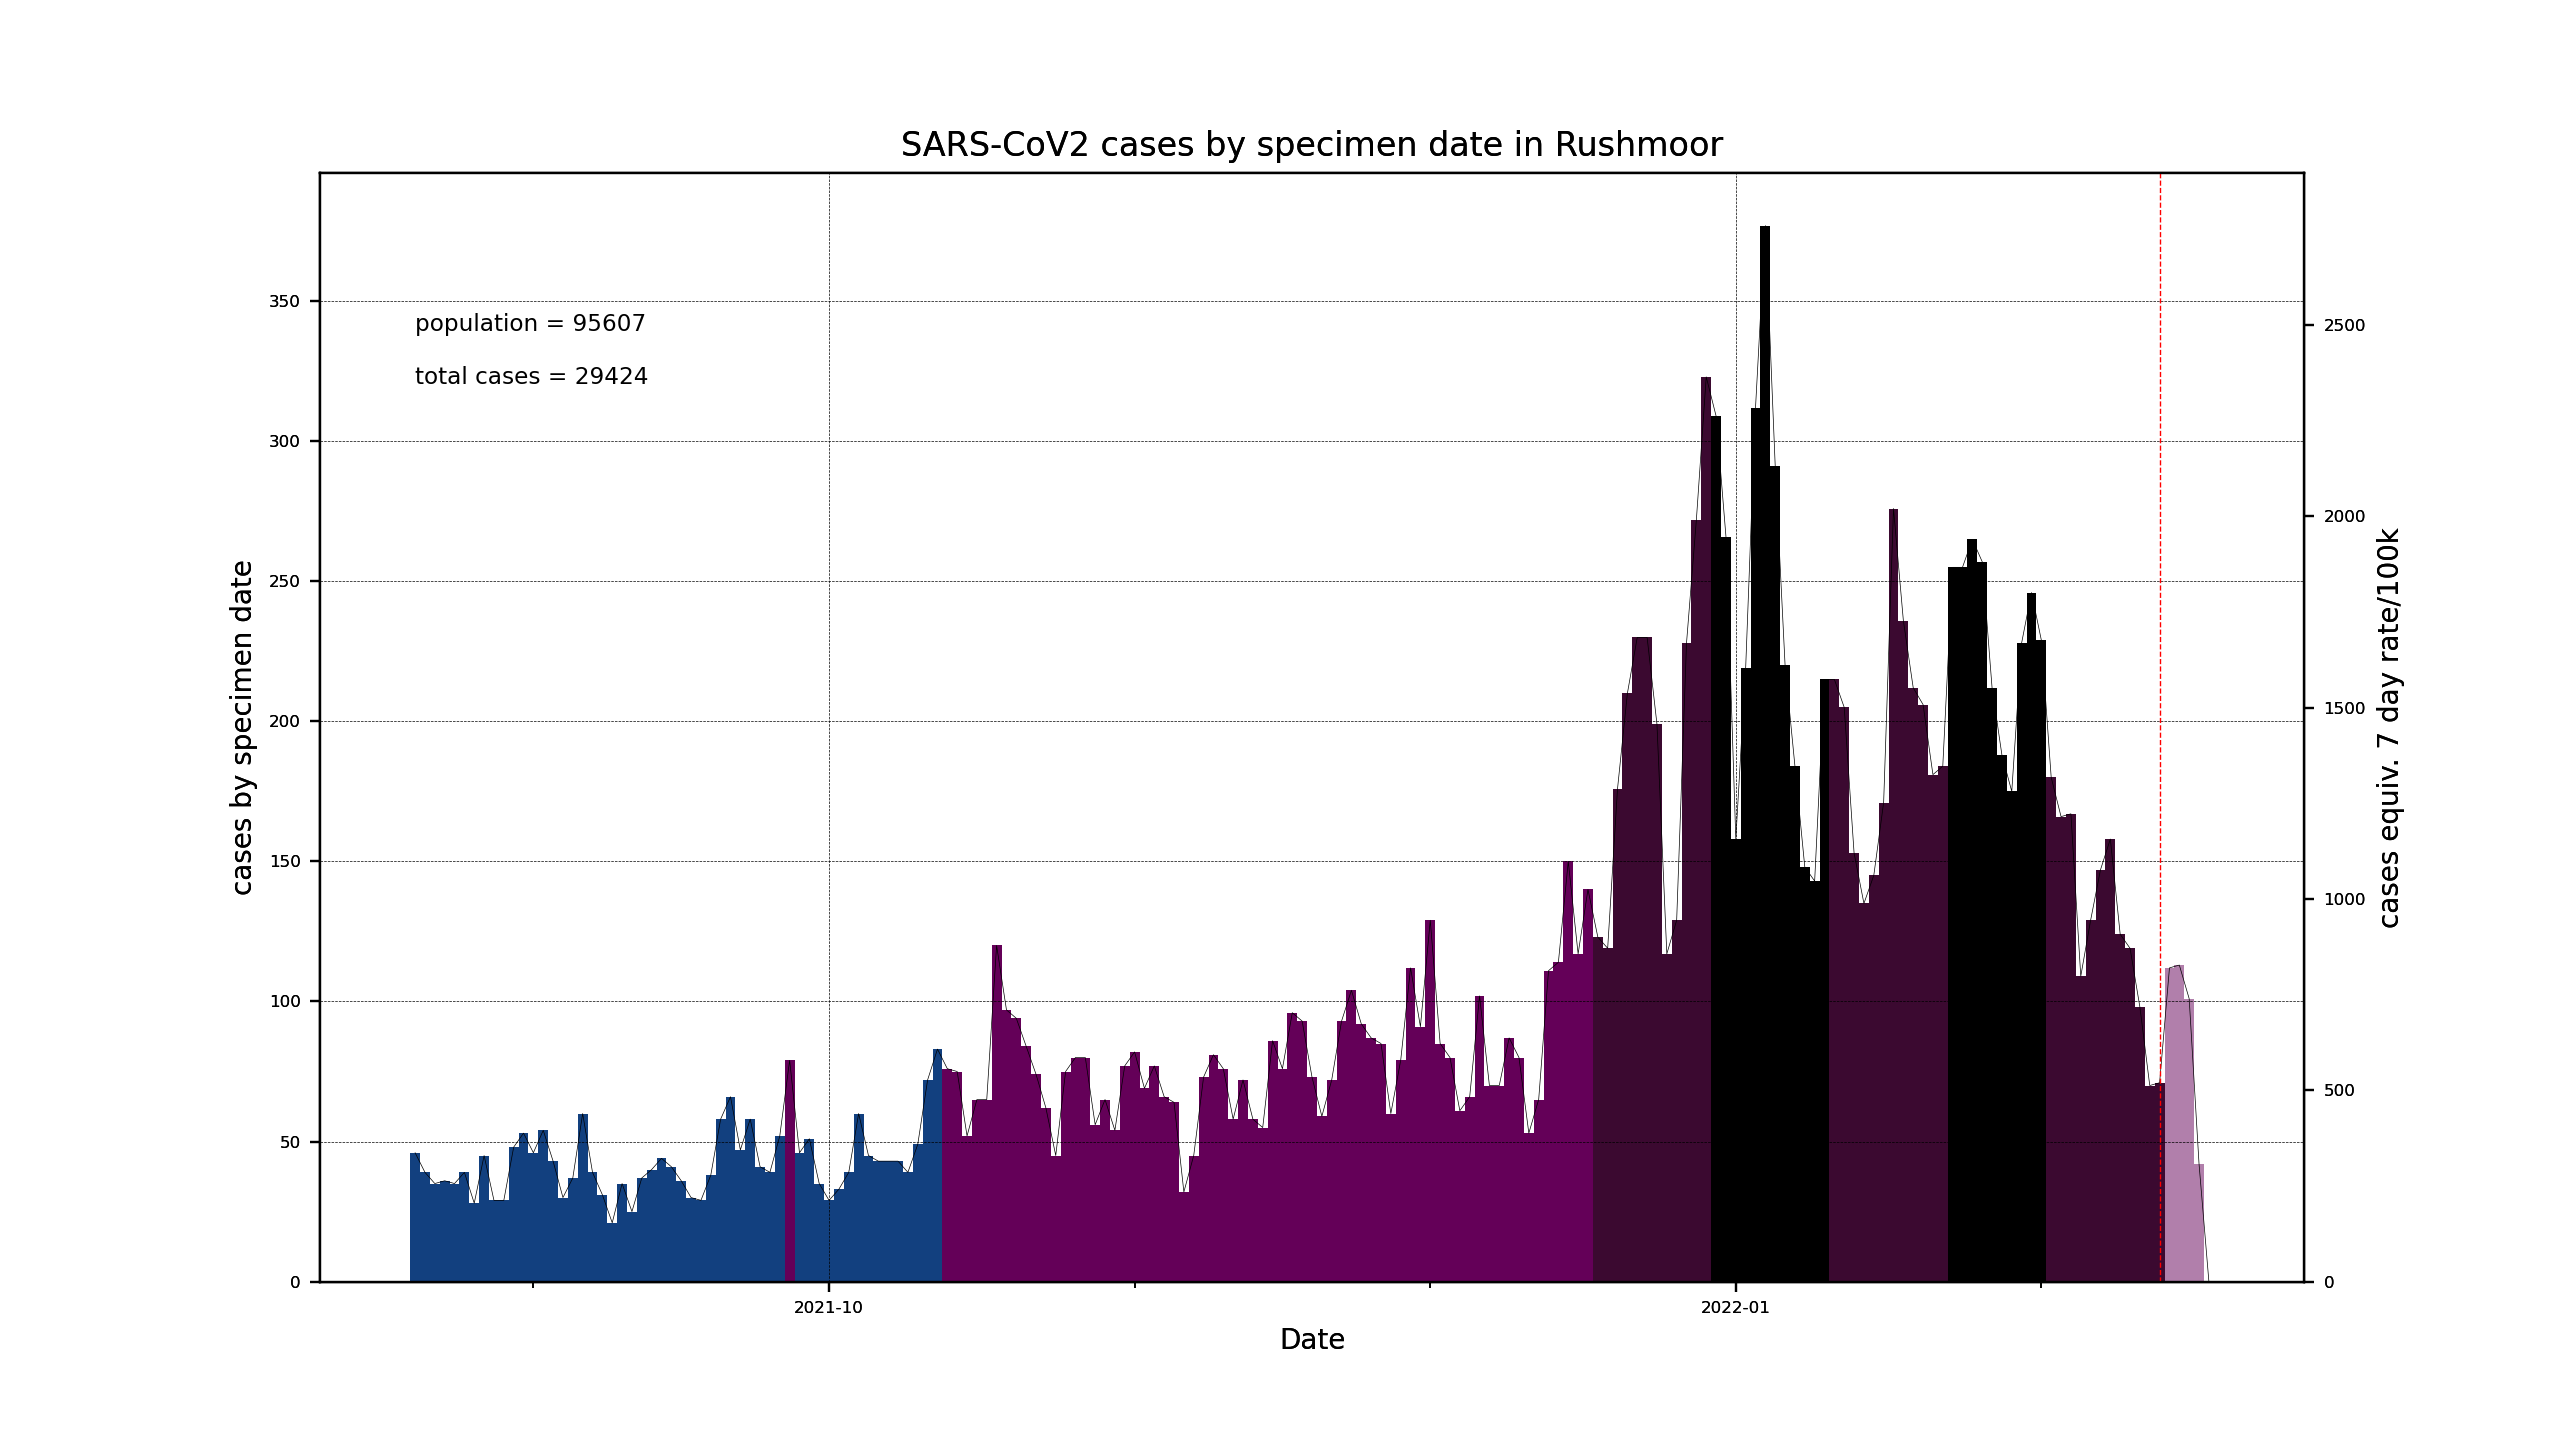 SARS-CoV2 cases by specimen date in Rushmoor
population = 95607
total cases = 29424
cases by specimen date
350
300
250
200
150
100
50
0
2500
2000
1500
1000
500
0
cases equiv. 7 day rate/100k
2021-10
2022-01
Date